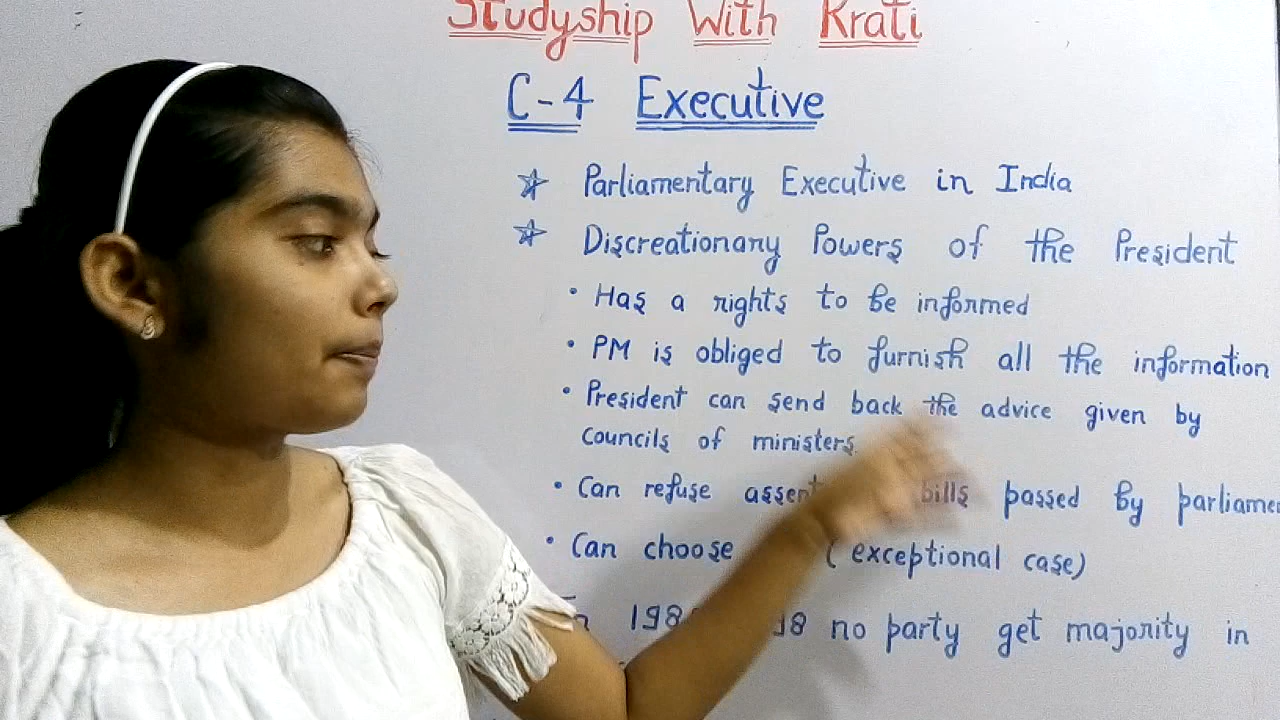 Studyship With Krati
C-4 Executive
Parliamentary Executive in India
Discreationary Powers of the President
• Has a rights to be informed
• PM is obliged to furnish all the information
• President can send back the advice given by
councils of ministers
• Can refuse assent bills passed by
• Can choose (exceptional case)
no party get majority in